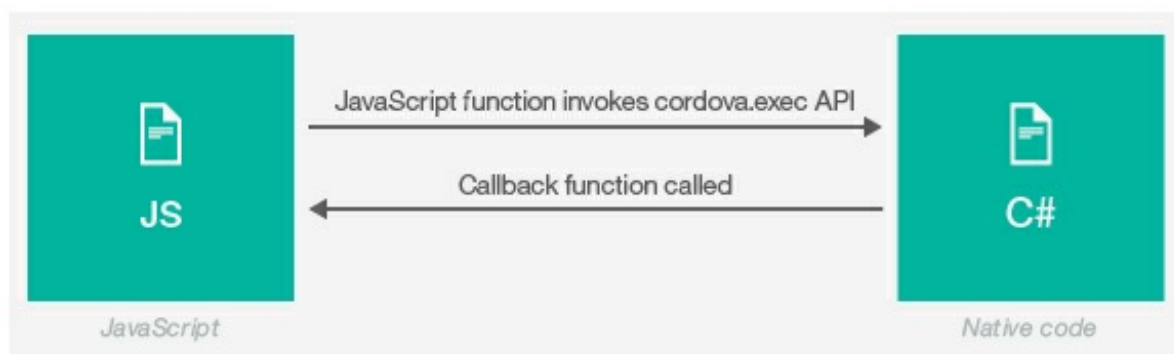 JavaScript function invokes cordova.exec API
Callback function called
JS
C#
JavaScript
Native code